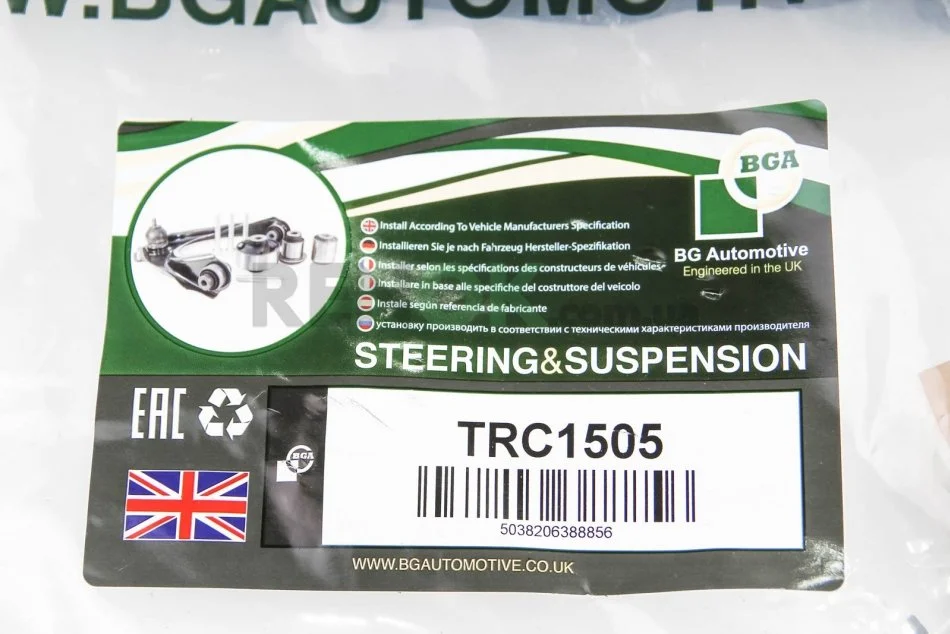 W.BGAUTOMOTIV
BGA
BG Automotive
Engineered in the UK
Install According To Vehicle Manufacturers Specification
Installieren Sie je nach Fahrzeug Hersteller-Spezifikation
Installer selon les spécifications des constructeurs de véhicules
Installare in base alle specifiche del costruttore del veicolo
Instale según referencia de fabricante
установку производить в соответствии с техническими характеристиками производителя
STEERING&SUSPENSION
EAC
BGA
TRC1505
5038206388856
WWW.BGAUTOMOTIVE.CO.UK